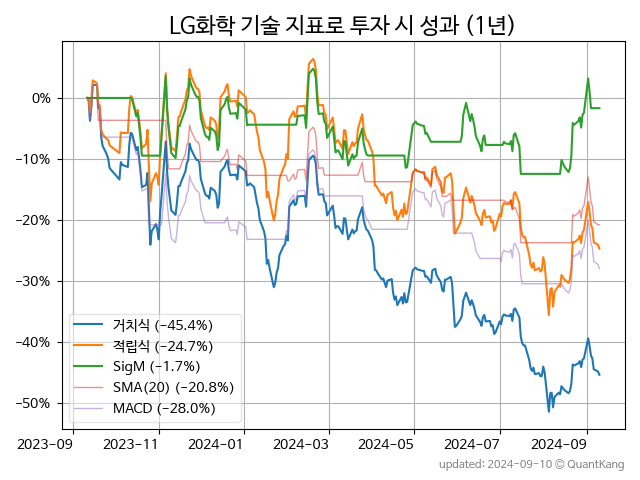 LG화학 기술 지표로 투자 시 성과 (1년)
0%
−10%
−20%
−30%
−40%
−50%
거치식 (−45.4%)
적립식 (−24.7%)
SigM (−1.7%)
SMA(20) (−20.8%)
MACD (−28.0%)
2023-09 2023-11 2024-01 2024-03 2024-05 2024-07 2024-09
updated: 2024-09-10 © QuantKang